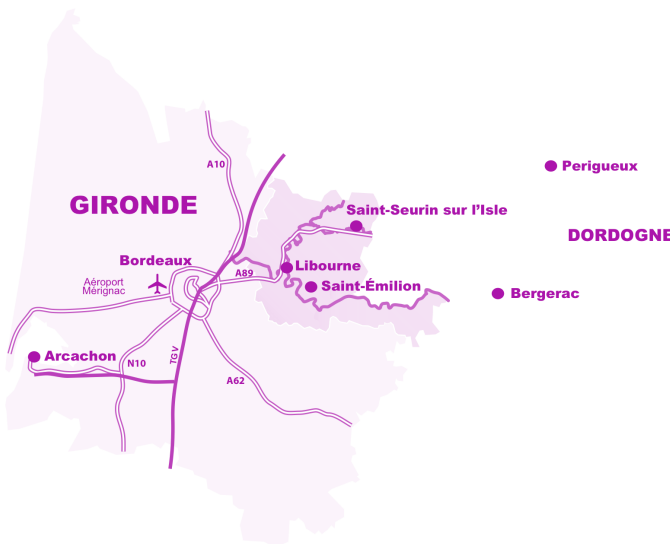 A10
Perigueux
GIRONDE
Saint-Seurin sur l'Isle
DORDOGNE
Bordeaux
Libourne
A89
Aéroport
Mérignac
Saint-Émilion
Bergerac
Arcachon
N10
TGV
A62